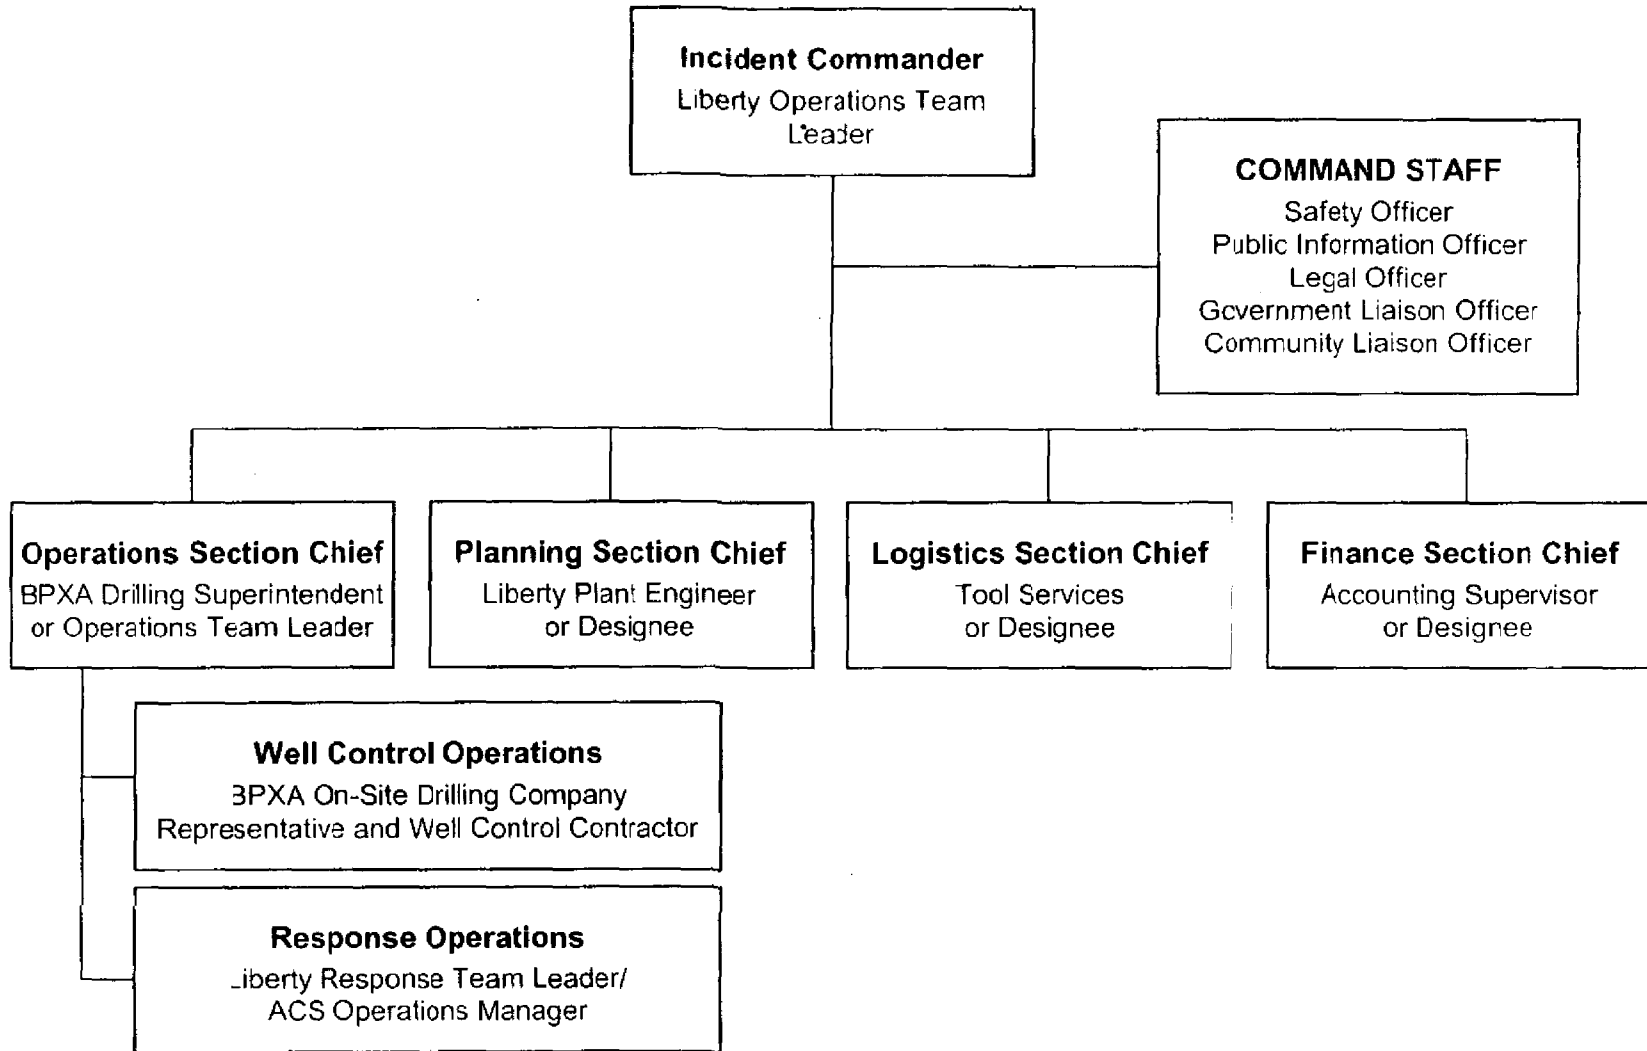 Incident Commander
Liberty Operations Team
Leader
COMMAND STAFF
Safety Officer
Public Information Officer
Legal Officer
Government Liaison Officer
Community Liaison Officer
Operations Section Chief
BPXA Drilling Superintendent
or Operations Team Leader
Planning Section Chief
Liberty Plant Engineer
or Designee
Logistics Section Chief
Tool Services
or Designee
Finance Section Chief
Accounting Supervisor
or Designee
Well Control Operations
BPXA On-Site Drilling Company
Representative and Well Control Contractor
Response Operations
Liberty Response Team Leader/
ACS Operations Manager